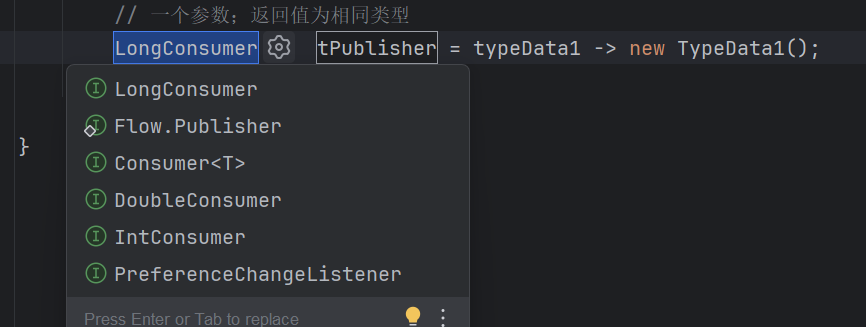 // 一个参数；返回值为相同类型
LongConsumer tPublisher = typeData1 -> new TypeData1();
LongConsumer
Flow.Publisher
}
Consumer<T>
DoubleConsumer
IntConsumer
PreferenceChangeListener
Press Enter or Tab to replace